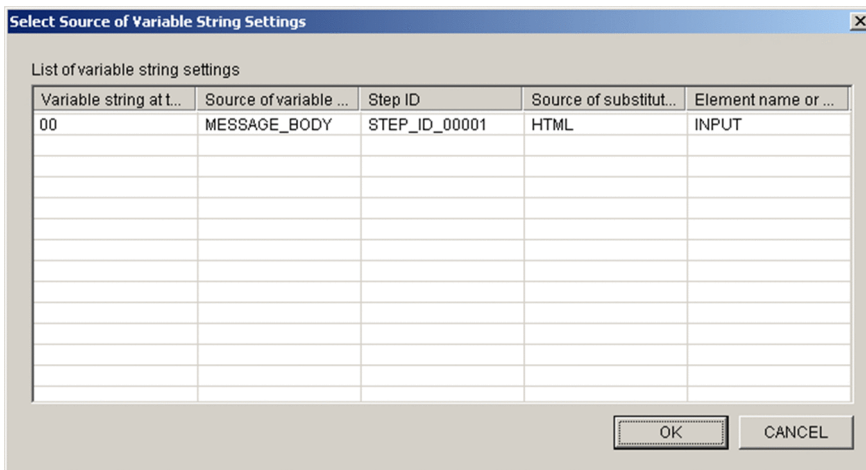 Select Source of Variable String Settings
List of variable string settings
Variable string at t... Source of variable ... Step ID Source of substitut... Element name or ...
00 MESSAGE_BODY STEP_ID_00001 HTML INPUT
OK CANCEL